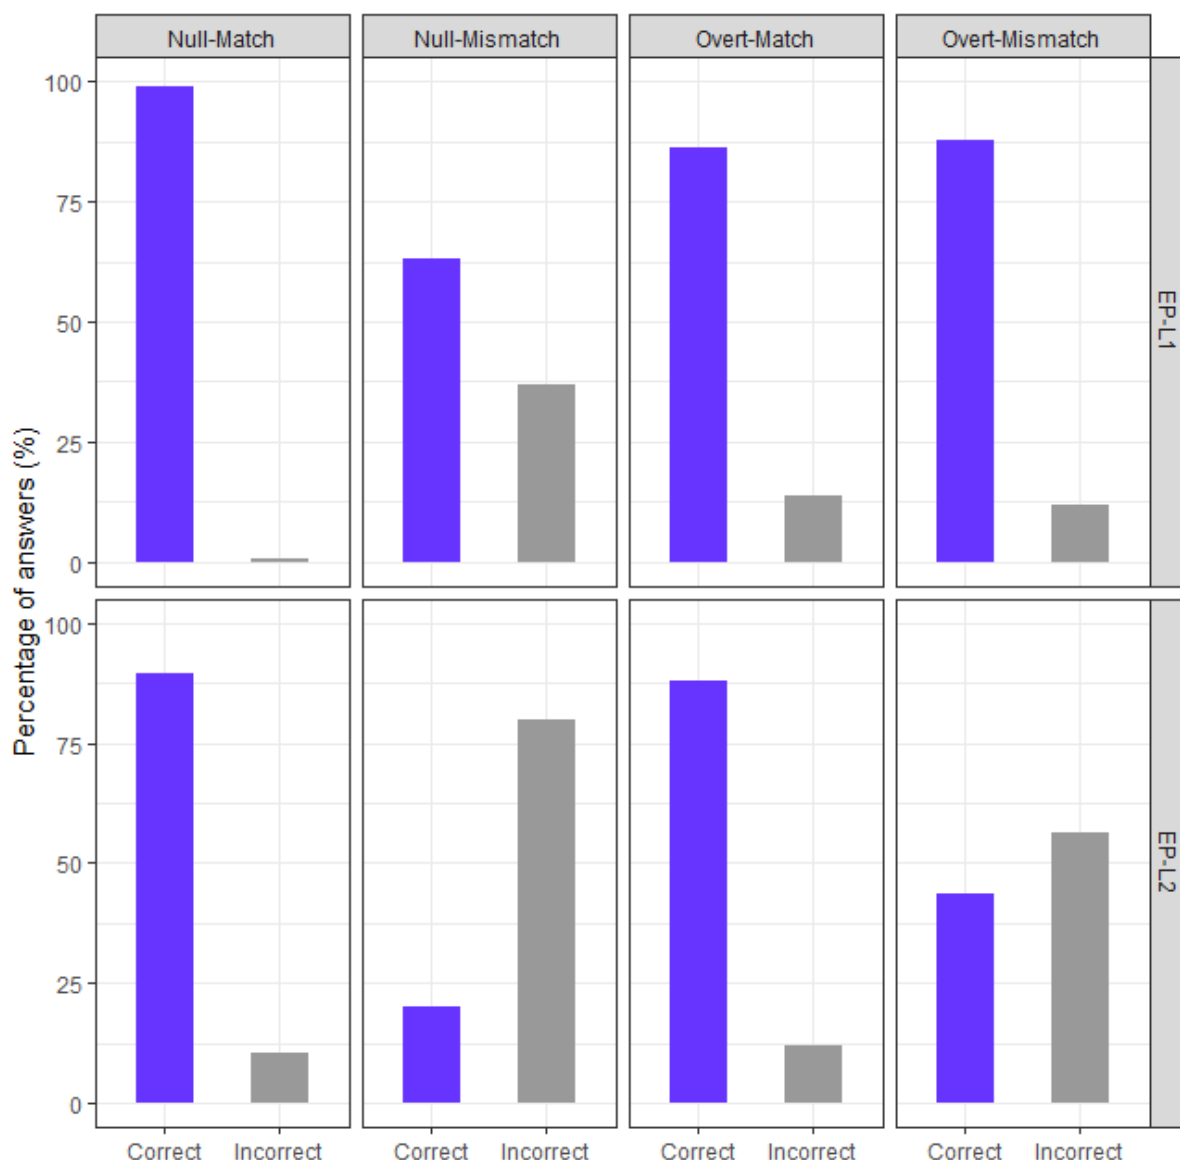 Null-Match
Null-Mismatch
Overt-Match
Overt-Mismatch
Percentage of answers (%)
100
75
50
25
0
EP-L1
100
75
50
25
0
EP-L2
Correct
Incorrect
Correct
Incorrect
Correct
Incorrect
Correct
Incorrect